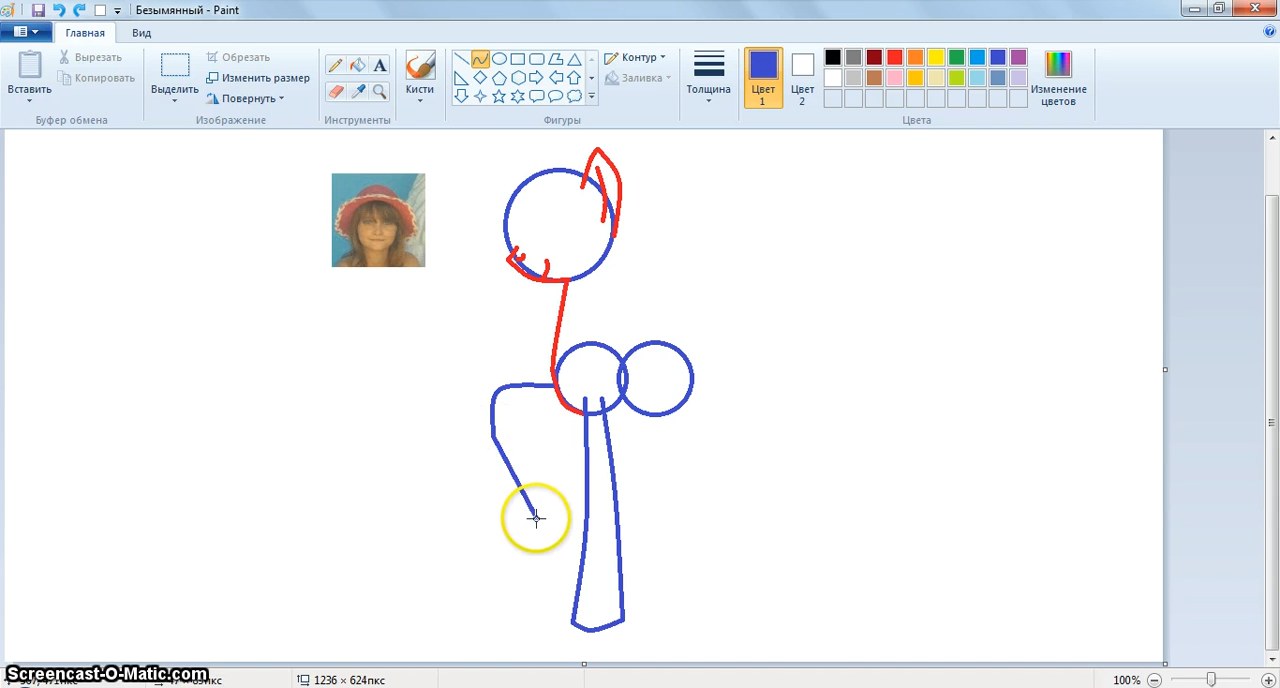 Безымянный - Paint
Главная Вид
Вставить
Вырезать
Копировать
Буфер обмена
Выделить
Обрезать
Изменить размер
Повернуть
Изображение
A
Инструменты
Кисти
Фигуры
Контур
Заливка
Толщина
Цвет 1
Цвет 2
Изменение цветов
Цвета
Screencast-O-Matic.com
1236 × 624пкс
100%